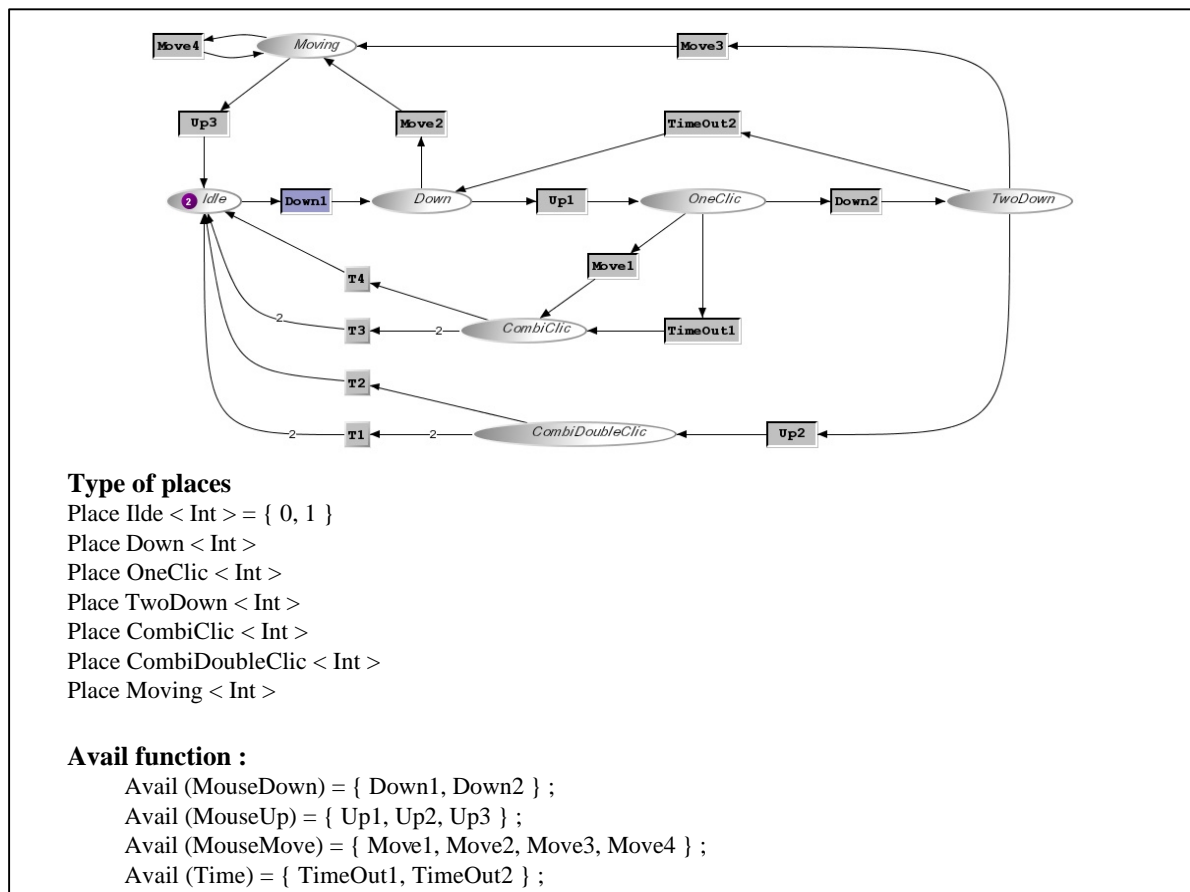 Move4 Moving Move3
Up3 Move2 TimeOut2
2 Idle Down1 Down Up1 OneClic Down2 TwoDown
Move1
T4
2 T3 2 CombiClic TimeOut1
T2
2 T1 2 CombiDoubleClic Up2
Type of places
Place Ilde < Int > = { 0, 1 }
Place Down < Int >
Place OneClic < Int >
Place TwoDown < Int >
Place CombiClic < Int >
Place CombiDoubleClic < Int >
Place Moving < Int >
Avail function :
Avail (MouseDown) = { Down1, Down2 } ;
Avail (MouseUp) = { Up1, Up2, Up3 } ;
Avail (MouseMove) = { Move1, Move2, Move3, Move4 } ;
Avail (Time) = { TimeOut1, TimeOut2 } ;